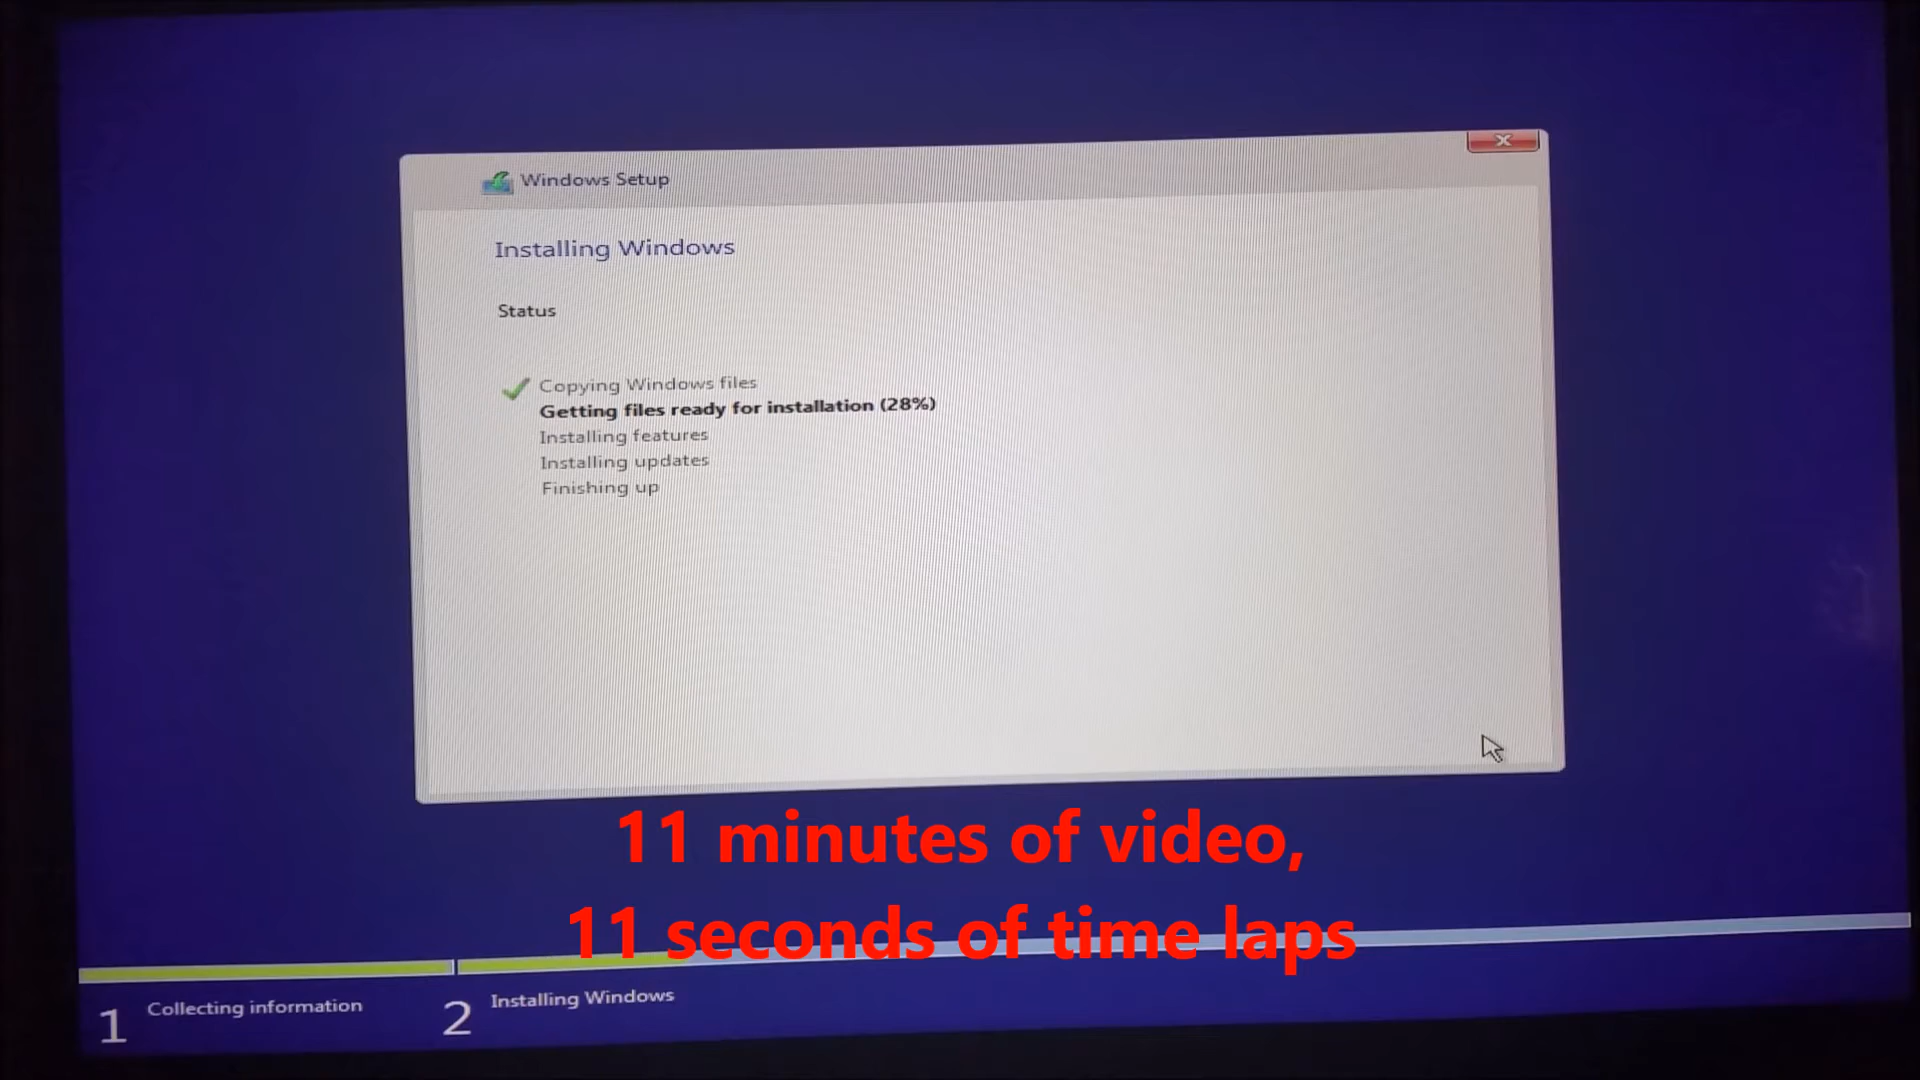 Windows Setup
Installing Windows
Status
Copying Windows files
Getting files ready for installation (28%)
Installing features
Installing updates
Finishing up
11 minutes of video,
11 seconds of time laps
1 Collecting information
2 Installing Windows